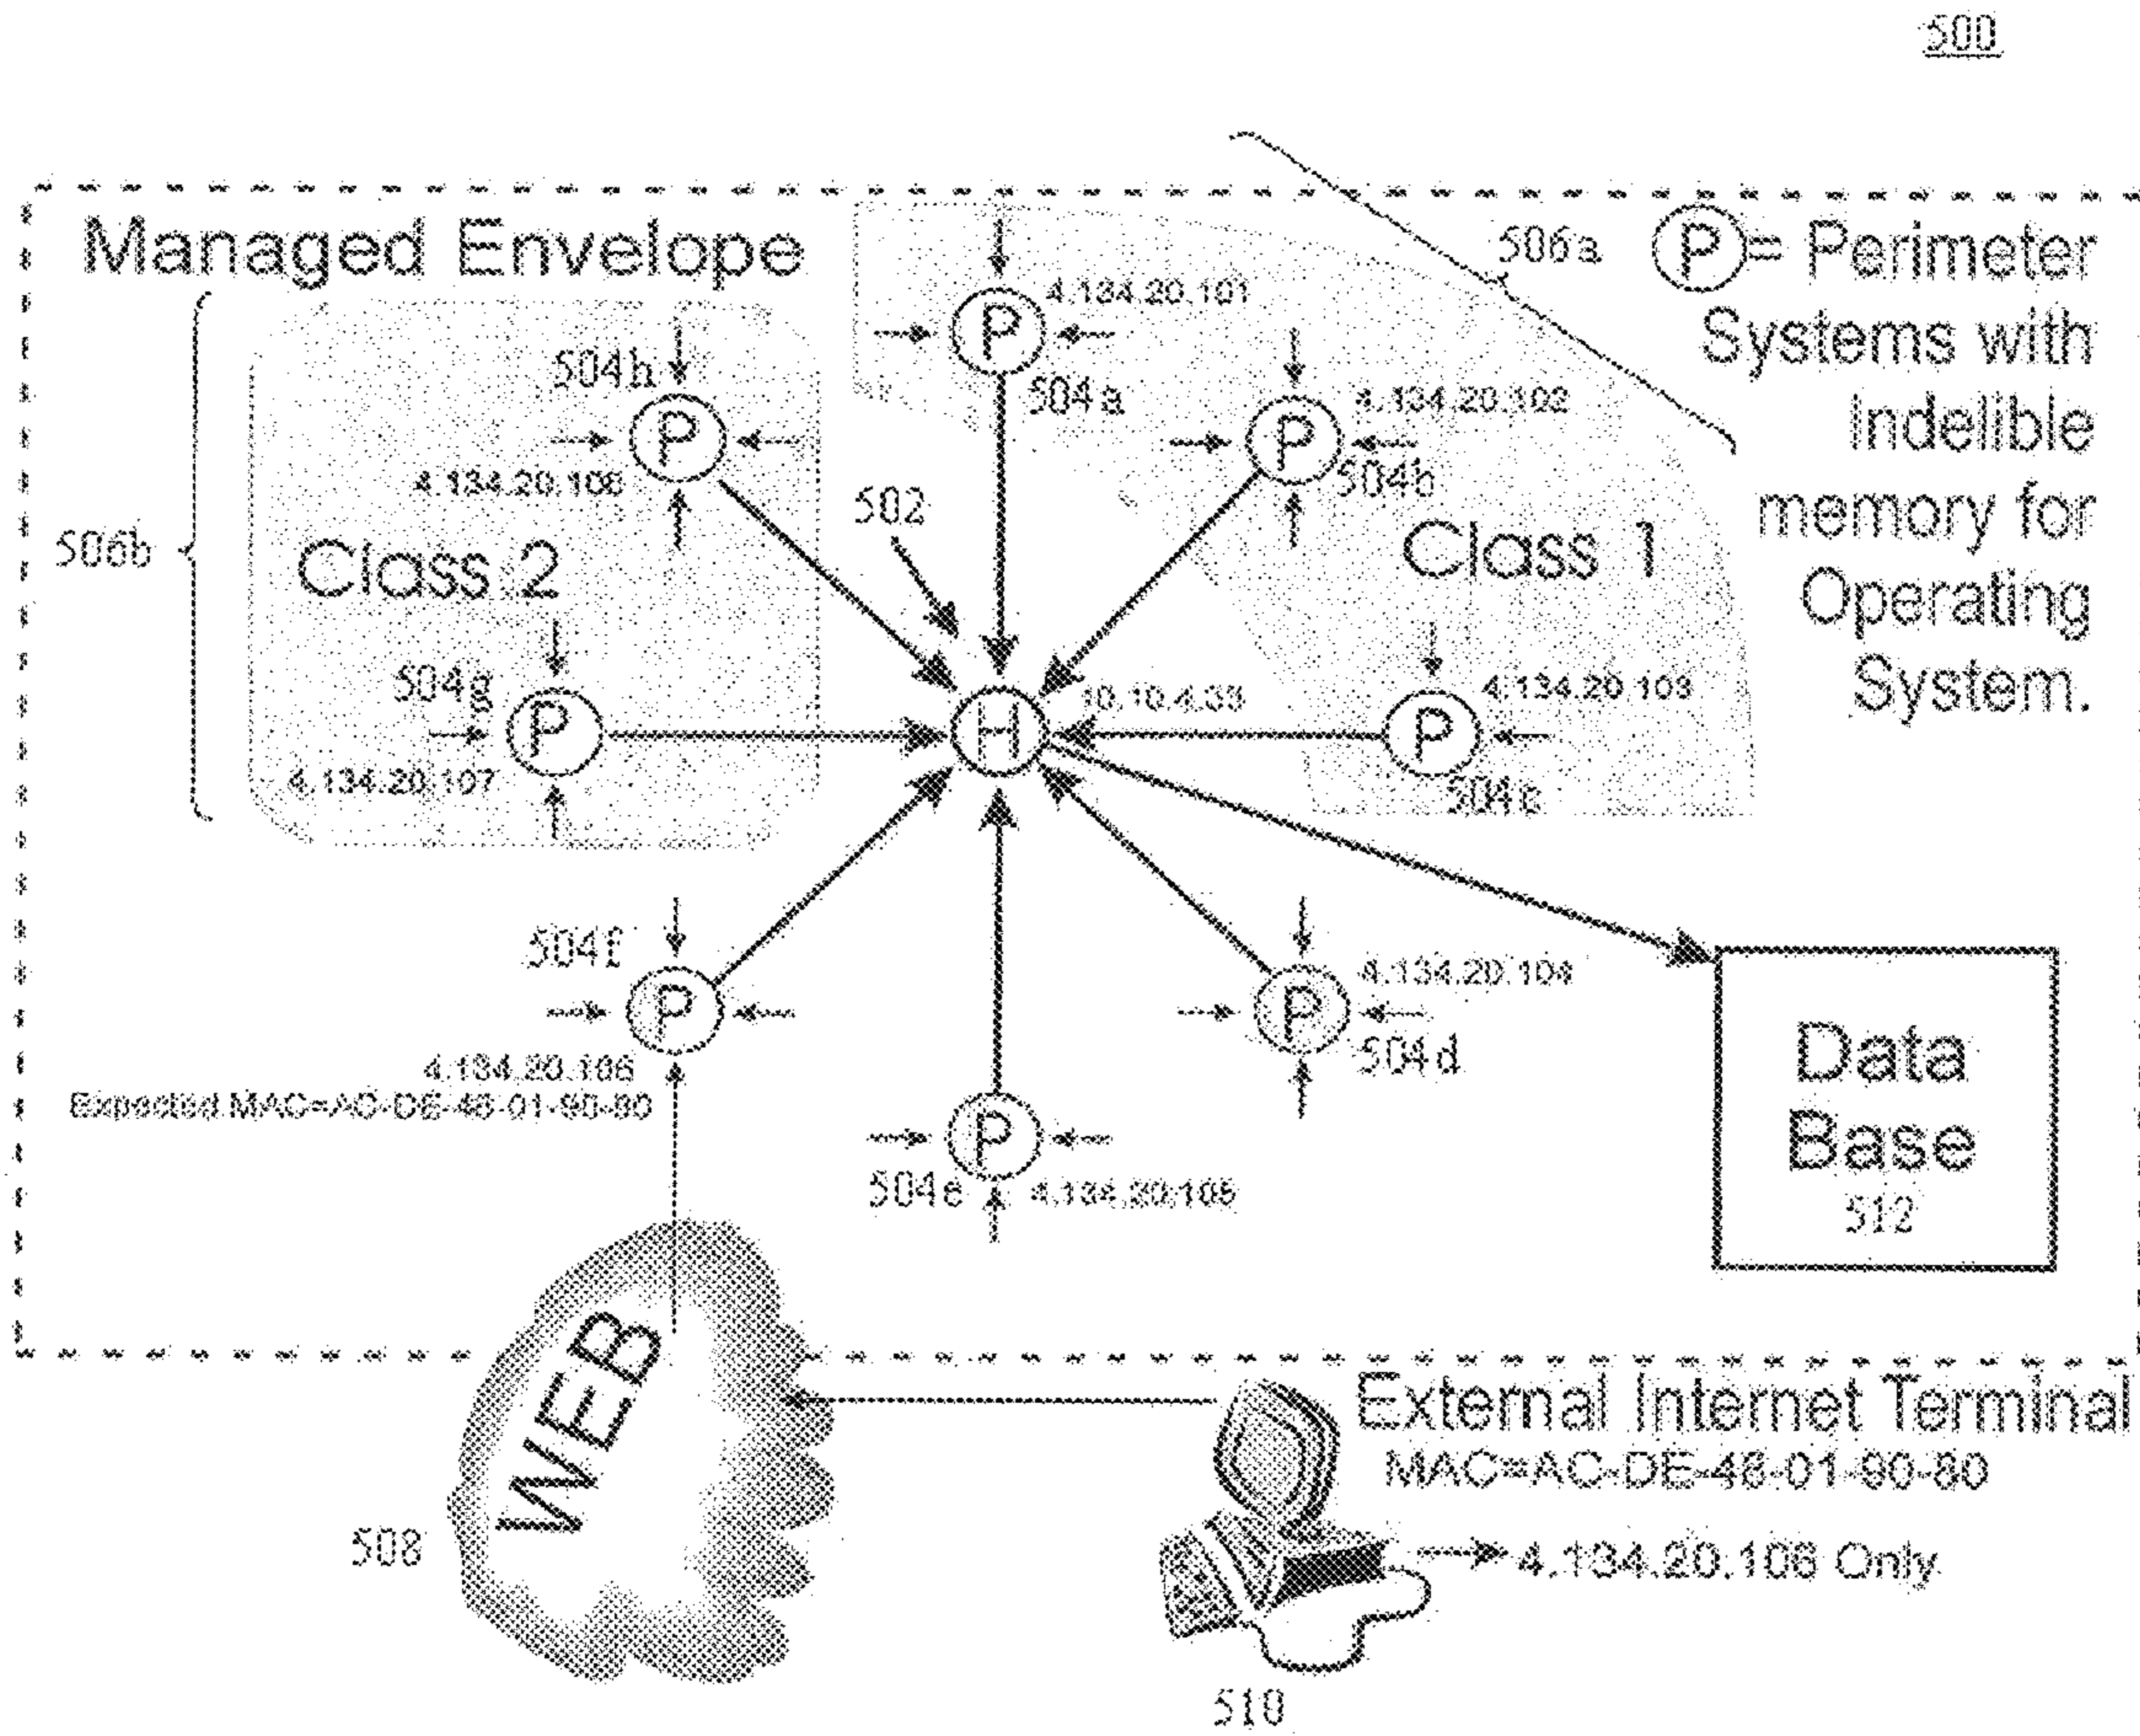 500
Managed Envelope
506a
P = Perimeter
Systems with
Indelible
memory for
Operating
System.
4.134.20.101
P
504a
504h
P
4.134.20.102
P
504b
502
506b
Class 2
Class 1
504g
P
4.134.20.107
H
10.10.4.33
4.134.20.103
P
504c
504f
P
4.134.20.106
Expected MAC=AC-DE-48-01-90-80
4.134.20.104
P
504d
P
504e
4.134.20.105
Data
Base
512
WEB
508
External Internet Terminal
MAC=AC-DE-48-01-90-80
4.134.20.106 Only
510